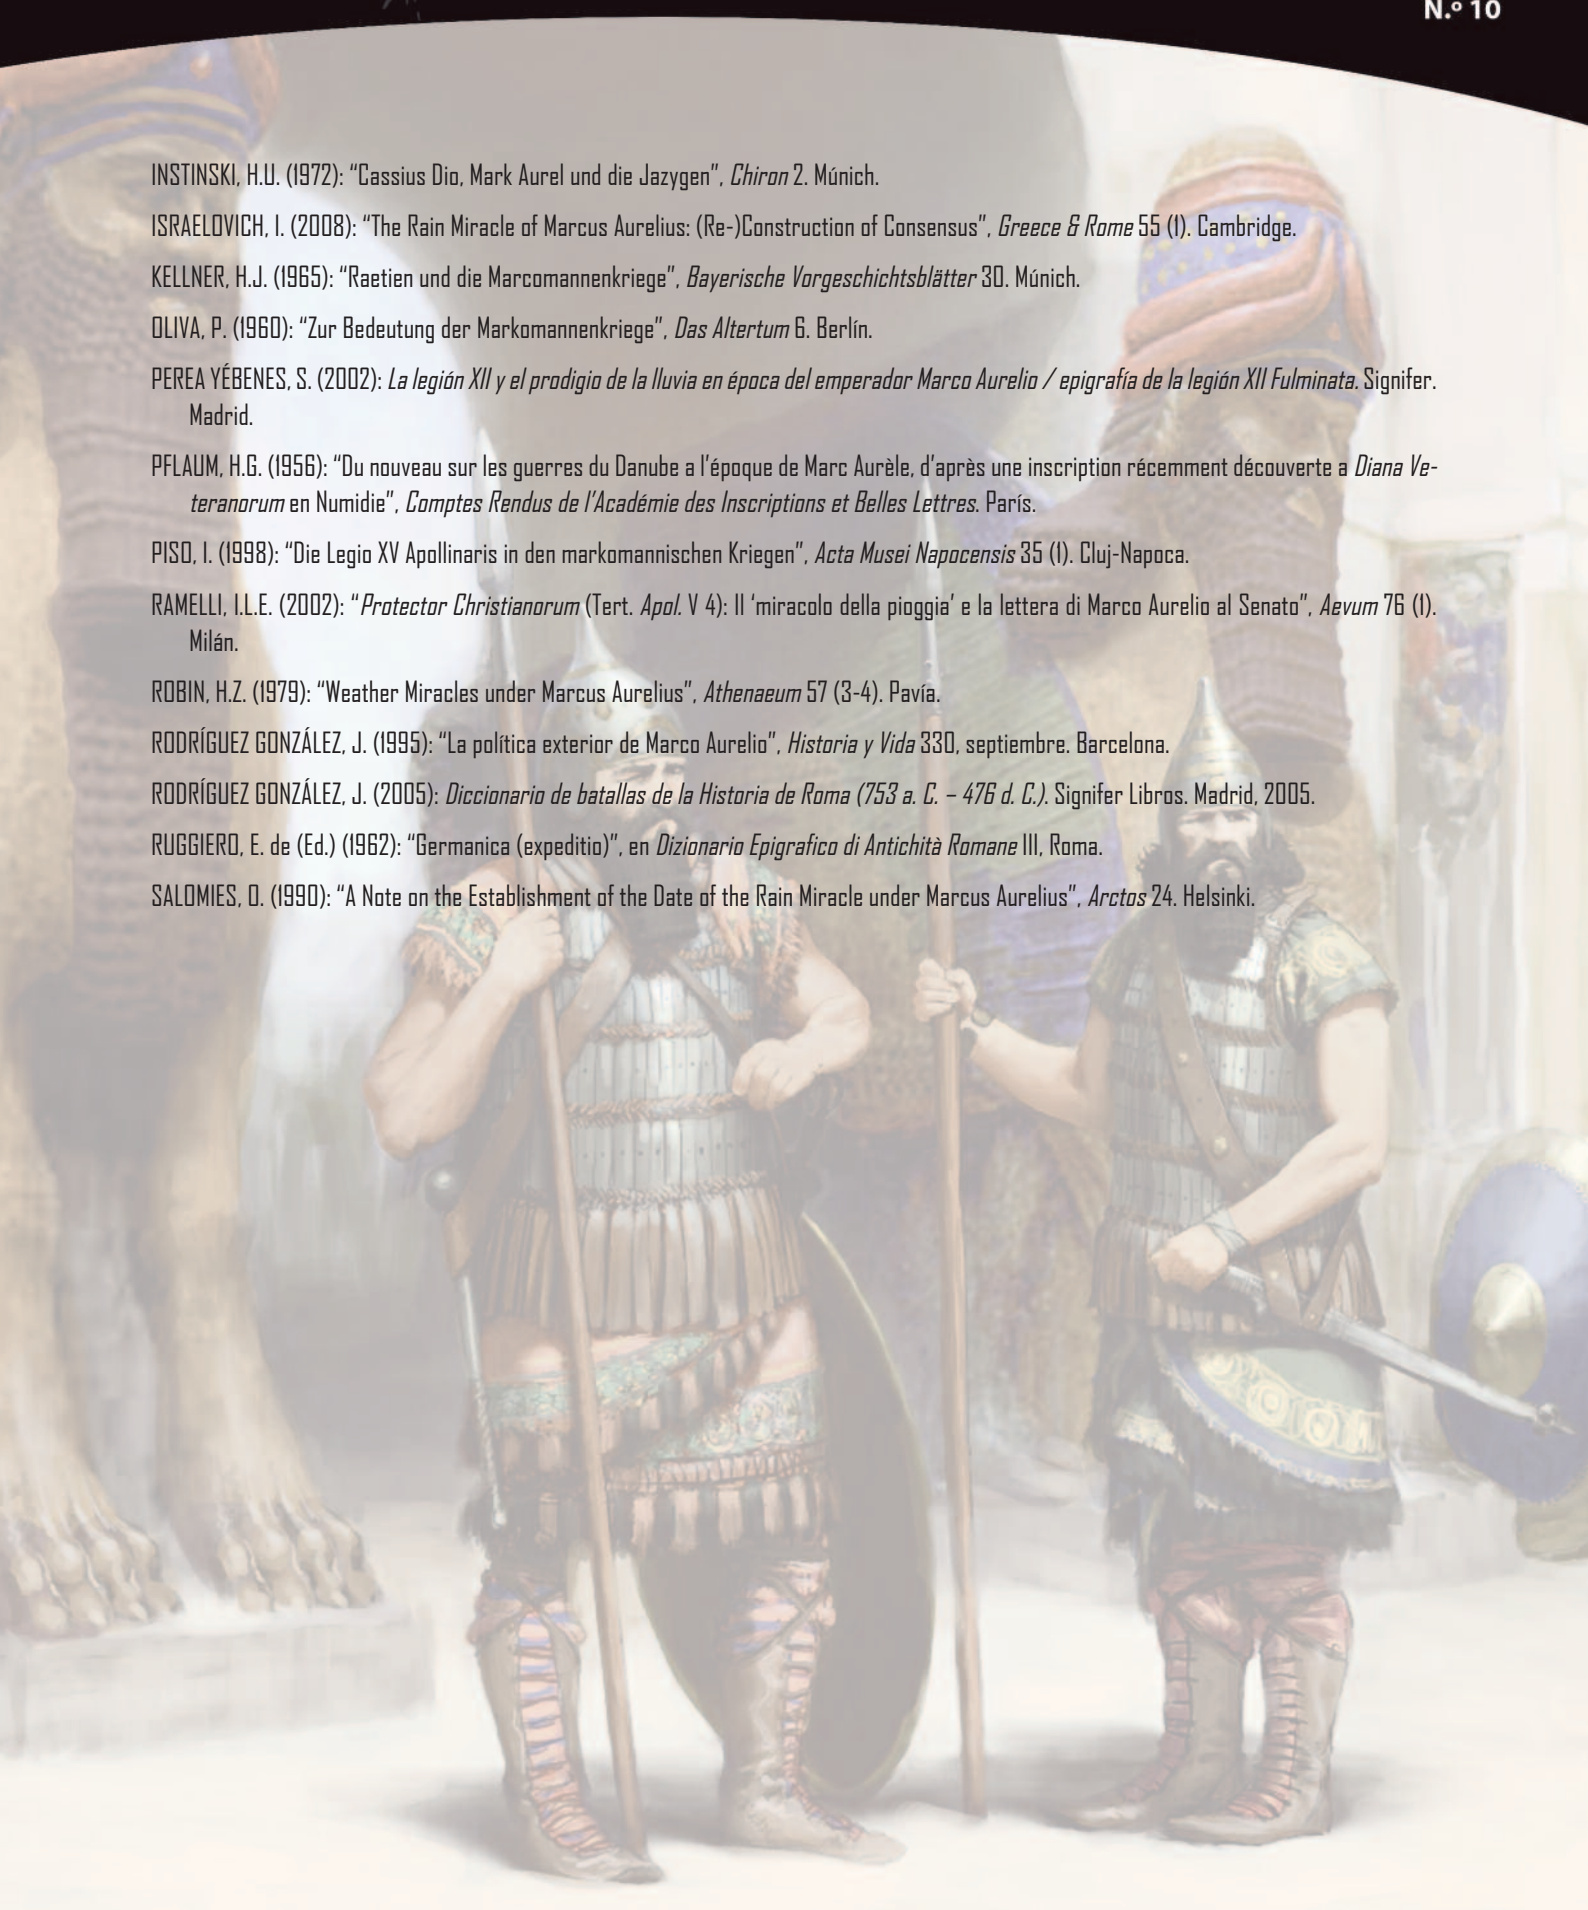 N.º 10
INSTINSKI, H.U. (1972): “Cassius Dio, Mark Aurel und die Jazygen”, Chiron 2. Múnich.
ISRAELOVICH, I. (2008): “The Rain Miracle of Marcus Aurelius: (Re-)Construction of Consensus”, Greece & Rome 55 (1). Cambridge.
KELLNER, H.J. (1965): “Raetien und die Marcomannenkriege”, Bayerische Vorgeschichtsblätter 30. Múnich.
OLIVA, P. (1960): “Zur Bedeutung der Markomannenkriege”, Das Altertum 6. Berlín.
PEREA YÉBENES, S. (2002): La legión XII y el prodigio de la lluvia en época del emperador Marco Aurelio / epigrafía de la legión XII Fulminata. Signifer.
Madrid.
PFLAUM, H.G. (1956): “Du nouveau sur les guerres du Danube a l’époque de Marc Aurèle, d’après une inscription récemment découverte a Diana Ve-
teranorum en Numidie”, Comptes Rendus de l’Académie des Inscriptions et Belles Lettres. París.
PISO, I. (1998): “Die Legio XV Apollinaris in den markomannischen Kriegen”, Acta Musei Napocensis 35 (1). Cluj-Napoca.
RAMELLI, I.L.E. (2002): “Protector Christianorum (Tert. Apol. V 4): Il ‘miracolo della pioggia’ e la lettera di Marco Aurelio al Senato”, Aevum 76 (1).
Milán.
ROBIN, H.Z. (1979): “Weather Miracles under Marcus Aurelius”, Athenaeum 57 (3-4). Pavía.
RODRÍGUEZ GONZÁLEZ, J. (1995): “La política exterior de Marco Aurelio”, Historia y Vida 330, septiembre. Barcelona.
RODRÍGUEZ GONZÁLEZ, J. (2005): Diccionario de batallas de la Historia de Roma (753 a. C. – 476 d. C.). Signifer Libros. Madrid, 2005.
RUGGIERO, E. de (Ed.) (1962): “Germanica (expeditio)”, en Dizionario Epigrafico di Antichità Romane III, Roma.
SALOMIES, O. (1990): “A Note on the Establishment of the Date of the Rain Miracle under Marcus Aurelius”, Arctos 24. Helsinki.